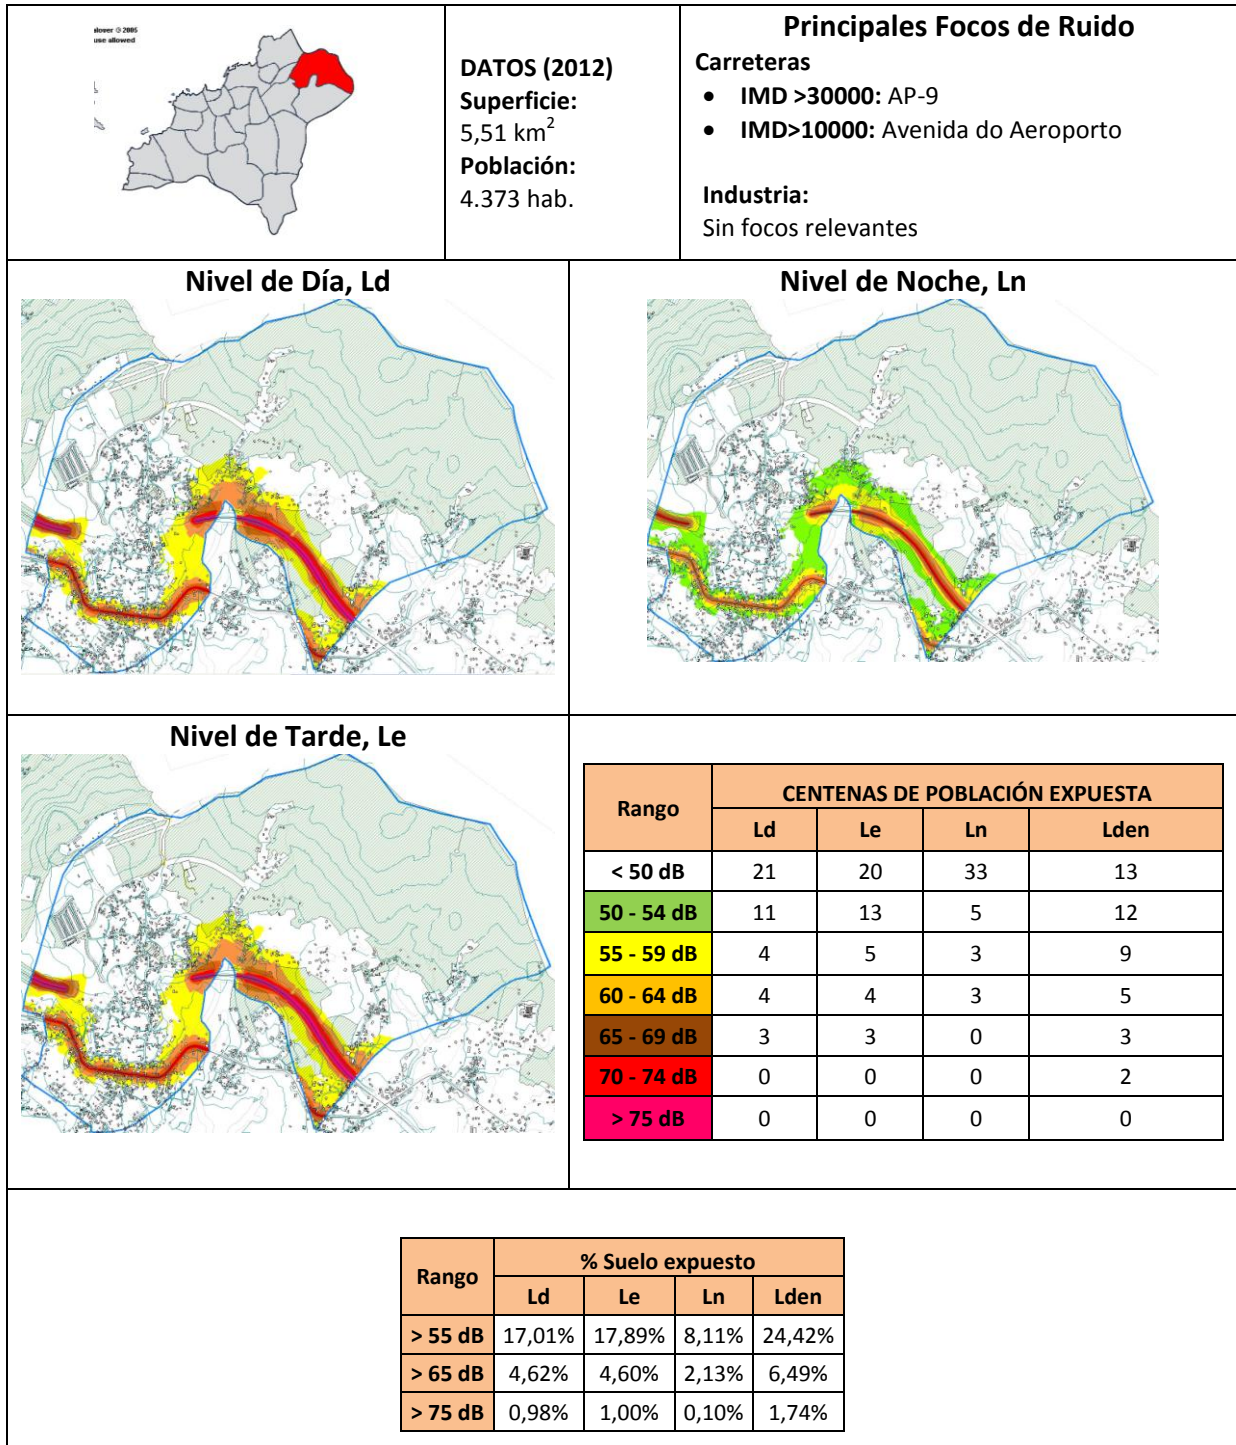 alover © 2005
use allowed
DATOS (2012)
Superficie:
5,51 km²
Población:
4.373 hab.
Principales Focos de Ruido
Carreteras
• IMD >30000: AP-9
• IMD>10000: Avenida do Aeroporto
Industria:
Sin focos relevantes
Nivel de Día, Ld
Nivel de Noche, Ln
Nivel de Tarde, Le
Rango CENTENAS DE POBLACIÓN EXPUESTA
Ld Le Ln Lden
< 50 dB 21 20 33 13
50 - 54 dB 11 13 5 12
55 - 59 dB 4 5 3 9
60 - 64 dB 4 4 3 5
65 - 69 dB 3 3 0 3
70 - 74 dB 0 0 0 2
> 75 dB 0 0 0 0
Rango % Suelo expuesto
Ld Le Ln Lden
> 55 dB 17,01% 17,89% 8,11% 24,42%
> 65 dB 4,62% 4,60% 2,13% 6,49%
> 75 dB 0,98% 1,00% 0,10% 1,74%